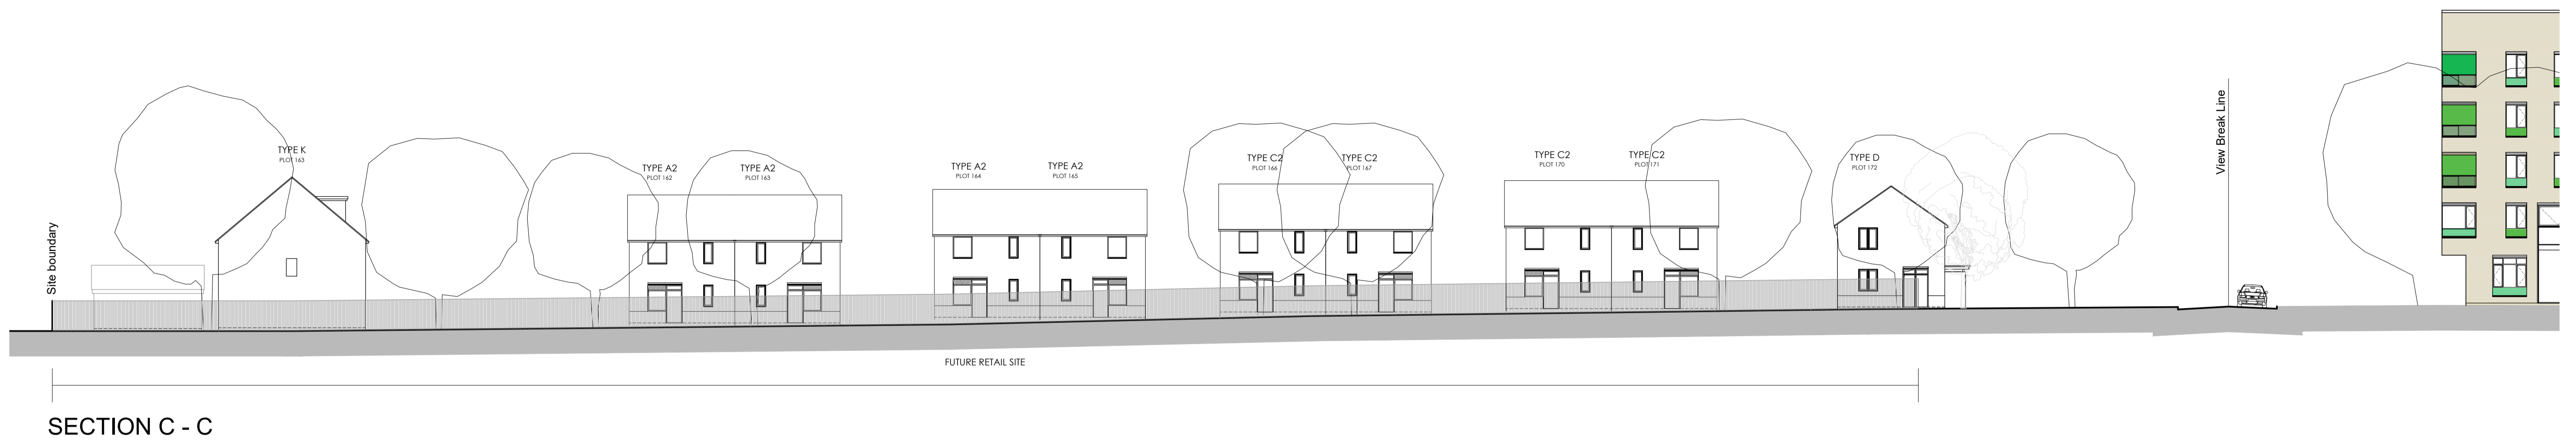 Site boundary
TYPE K
PLOT 163
TYPE A2
PLOT 162
TYPE A2
PLOT 163
TYPE A2
PLOT 164
TYPE A2
PLOT 165
TYPE C2
PLOT 166
TYPE C2
PLOT 167
TYPE C2
PLOT 170
TYPE C2
PLOT 171
TYPE D
PLOT 172
View Break Line
FUTURE RETAIL SITE
SECTION C - C